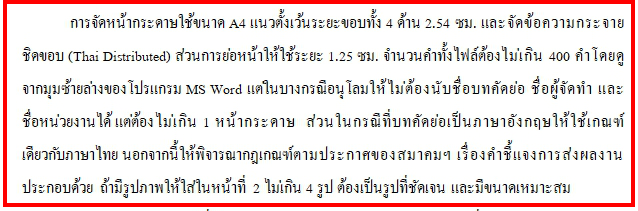 การจัดหน้ากระดาษใช้ขนาด A4 แนวตั้งเว้นระยะขอบทั้ง 4 ด้าน 2.54 ซม. และจัดข้อความกระจาย
ชิดขอบ (Thai Distributed) ส่วนการย่อหน้าให้ใช้ระยะ 1.25 ซม. จำนวนคำทั้งไฟล์ต้องไม่เกิน 400 คำโดยดู
จากมุมซ้ายล่างของโปรแกรม MS Word แต่ในบางกรณีอนุโลมให้ไม่ต้องนับชื่อบทคัดย่อ ชื่อผู้จัดทำ และ
ชื่อหน่วยงานได้ แต่ต้องไม่เกิน 1 หน้ากระดาษ ส่วนในกรณีที่บทคัดย่อเป็นภาษาอังกฤษให้ใช้เกณฑ์
เดียวกับภาษาไทย นอกจากนี้ให้พิจารณากฎเกณฑ์ตามประกาศของสมาคมฯ เรื่องคำชี้แจงการส่งผลงาน
ประกอบด้วย ถ้ามีรูปภาพให้ใส่ในหน้าที่ 2 ไม่เกิน 4 รูป ต้องเป็นรูปที่ชัดเจน และมีขนาดเหมาะสม